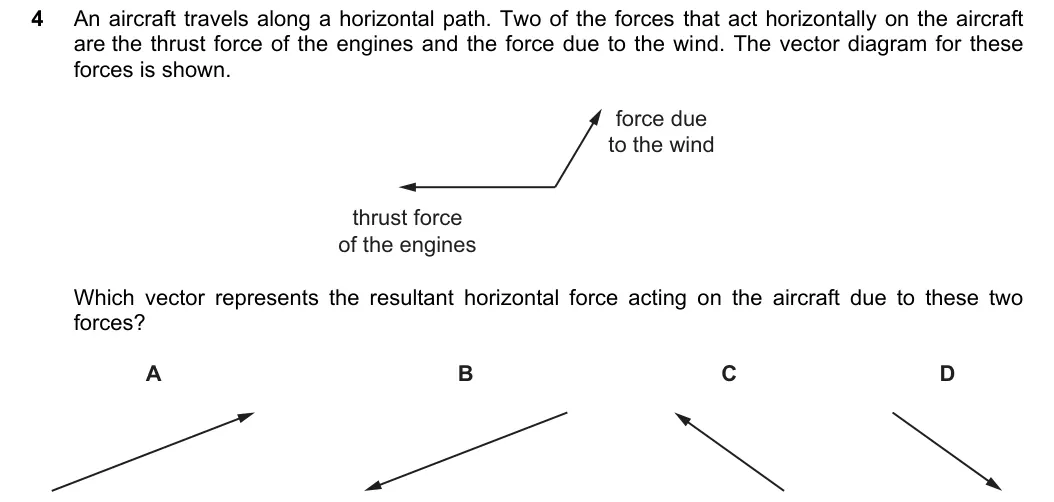 4 An aircraft travels along a horizontal path. Two of the forces that act horizontally on the aircraft
are the thrust force of the engines and the force due to the wind. The vector diagram for these
forces is shown.
force due
to the wind
thrust force
of the engines
Which vector represents the resultant horizontal force acting on the aircraft due to these two
forces?
A B C D